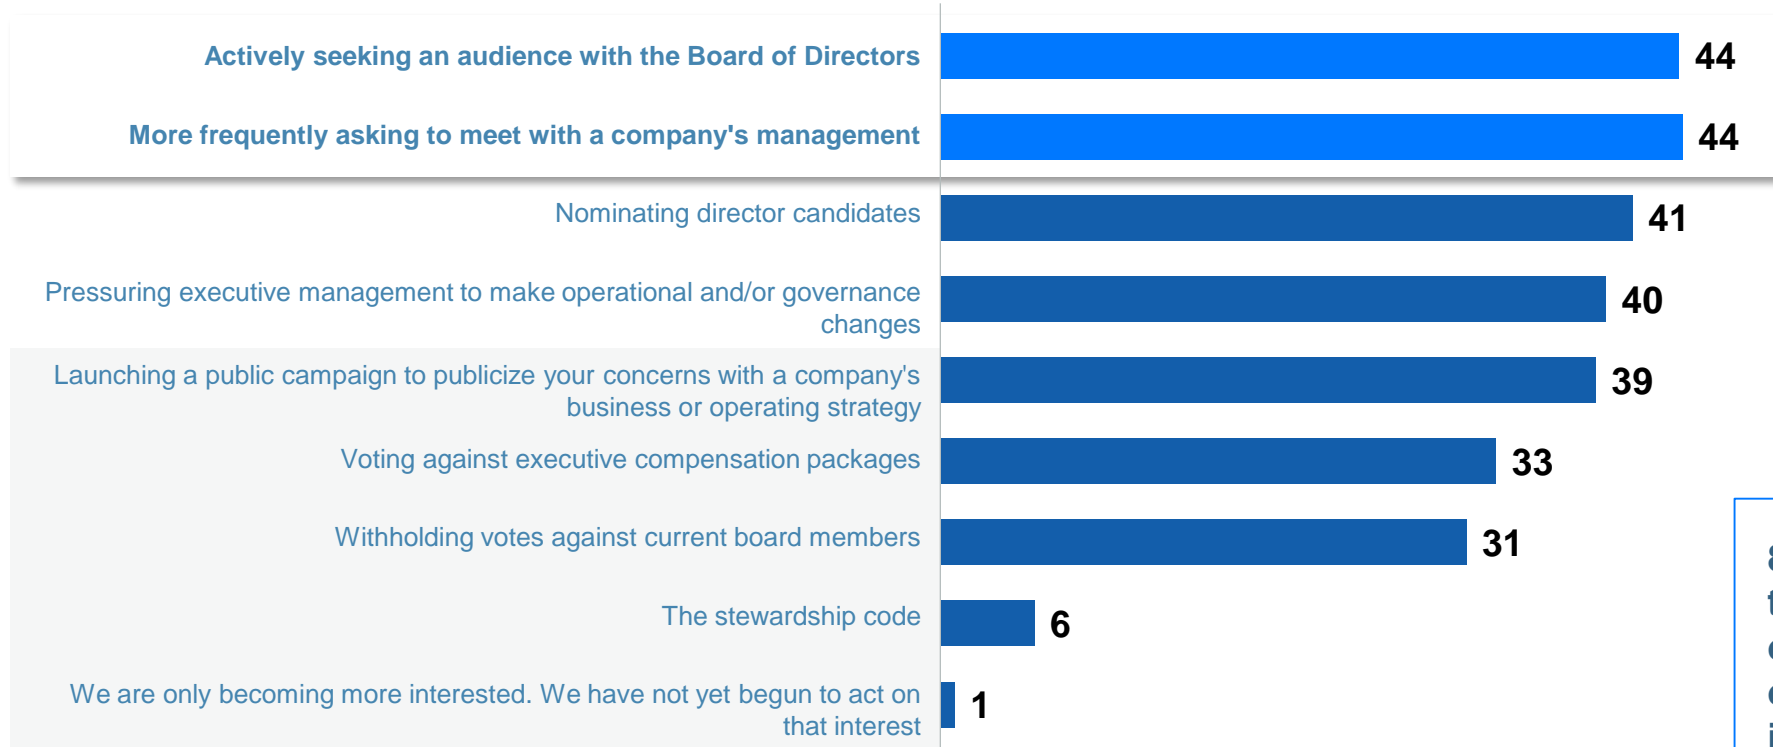 Actively seeking an audience with the Board of Directors
44
More frequently asking to meet with a company's management
44
Nominating director candidates
41
Pressuring executive management to make operational and/or governance
changes
40
Launching a public campaign to publicize your concerns with a company's
business or operating strategy
39
Voting against executive compensation packages
33
Withholding votes against current board members
31
The stewardship code
6
We are only becoming more interested. We have not yet begun to act on
that interest
1